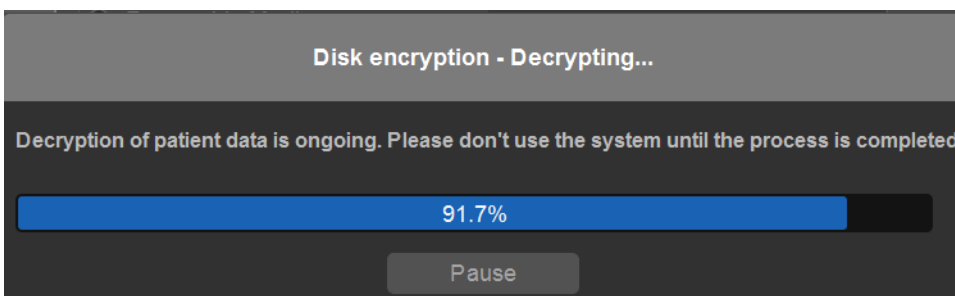 Disk encryption - Decrypting...
Decryption of patient data is ongoing. Please don't use the system until the process is completed
91.7%
Pause